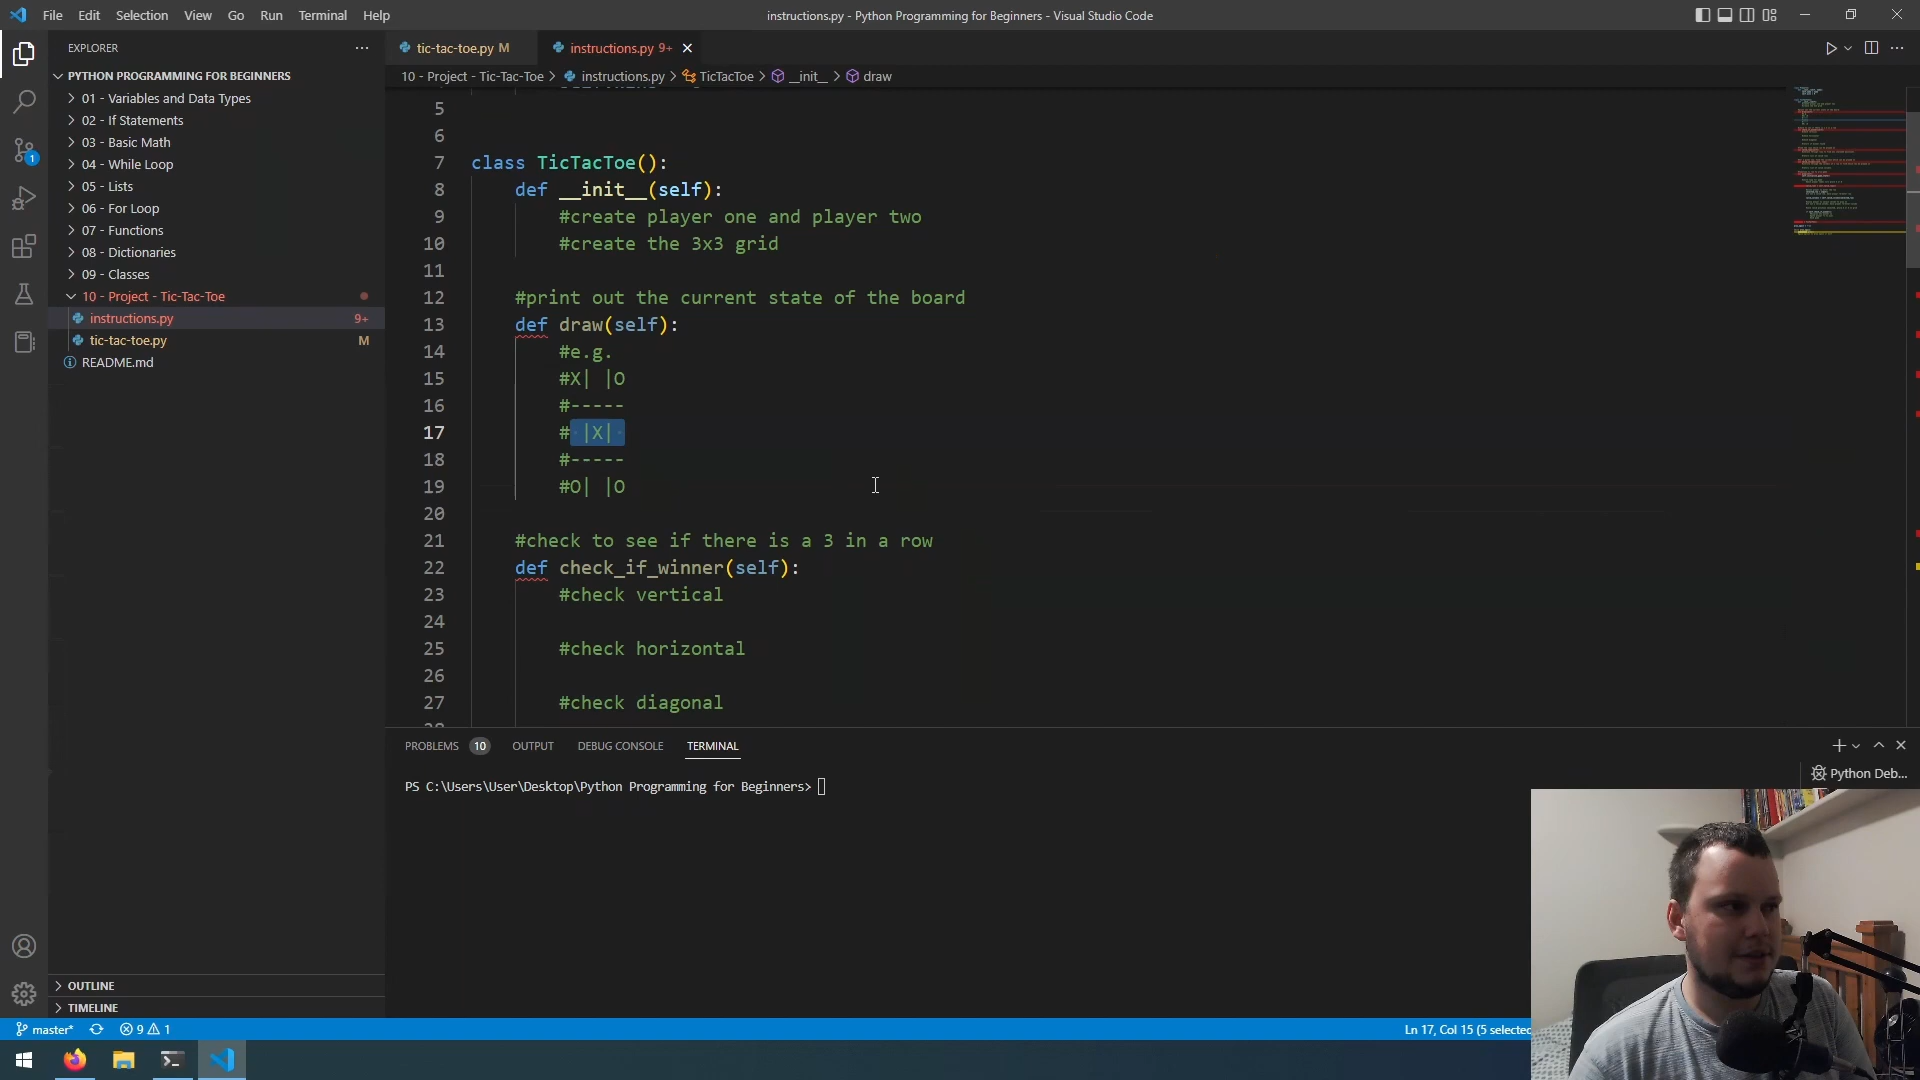 File Edit Selection View Go Run Terminal Help
instructions.py - Python Programming for Beginners - Visual Studio Code
EXPLORER
PYTHON PROGRAMMING FOR BEGINNERS
01 - Variables and Data Types
02 - If Statements
03 - Basic Math
04 - While Loop
05 - Lists
06 - For Loop
07 - Functions
08 - Dictionaries
09 - Classes
10 - Project - Tic-Tac-Toe
instructions.py 9+
tic-tac-toe.py M
README.md
OUTLINE
TIMELINE
tic-tac-toe.py M
instructions.py 9+
10 - Project - Tic-Tac-Toe > instructions.py > TicTacToe > __init__ > draw
5
6
7 class TicTacToe():
8 def __init__(self):
9 #create player one and player two
10 #create the 3x3 grid
11
12 #print out the current state of the board
13 def draw(self):
14 #e.g.
15 #X| |O
16 #-----
17 # |X|
18 #-----
19 #O| |O
20
21 #check to see if there is a 3 in a row
22 def check_if_winner(self):
23 #check vertical
24
25 #check horizontal
26
27 #check diagonal
PROBLEMS 10 OUTPUT DEBUG CONSOLE TERMINAL
PS C:\Users\User\Desktop\Python Programming for Beginners>
Python Deb...
1
master* 9 1
Ln 17, Col 15 (5 selected